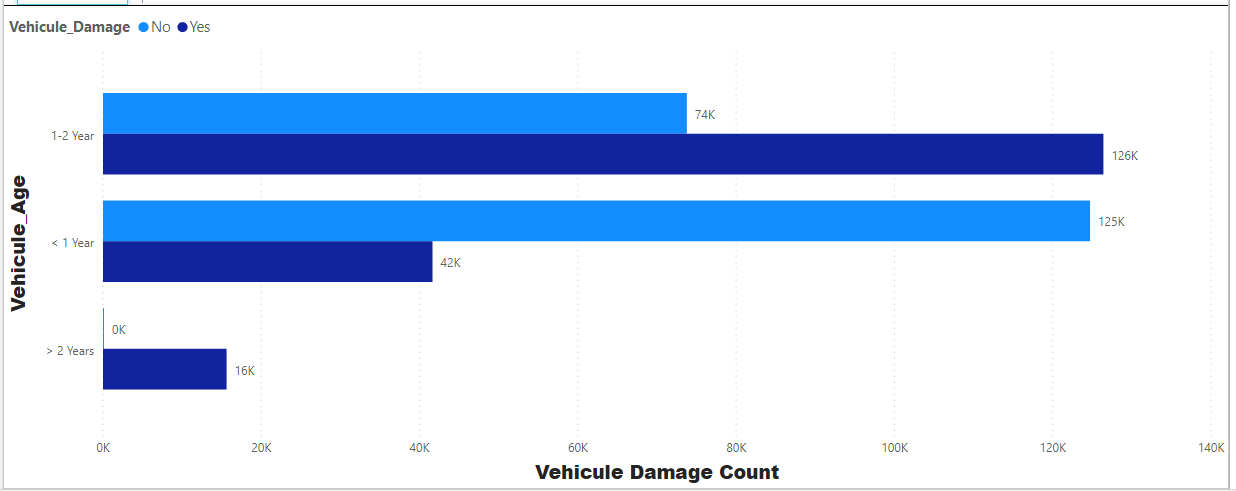 Vehicule_Damage No Yes
74K
1-2 Year
126K
125K
< 1 Year
42K
0K
> 2 Years
16K
Vehicule_Age
0K 20K 40K 60K 80K 100K 120K 140K
Vehicule Damage Count